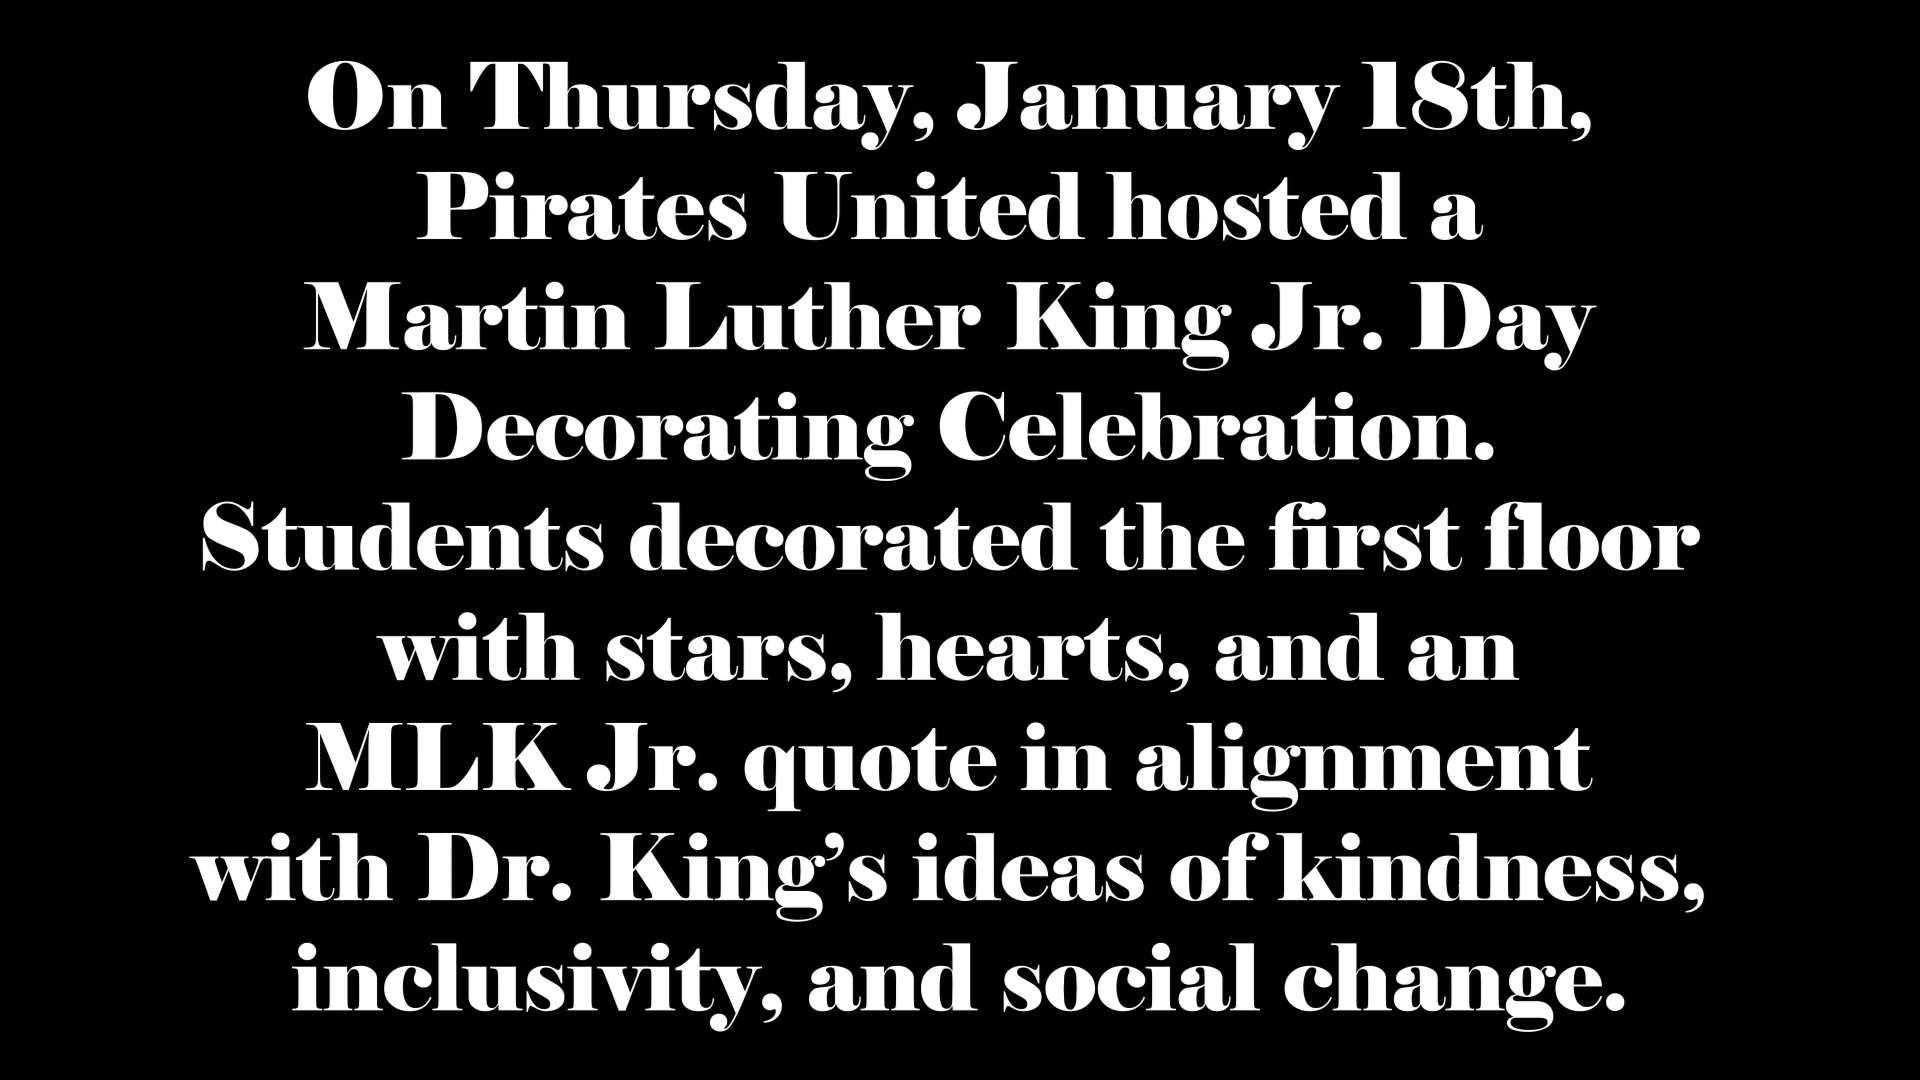 On Thursday, January 18th,
Pirates United hosted a
Martin Luther King Jr. Day
Decorating Celebration.
Students decorated the first floor
with stars, hearts, and an
MLK Jr. quote in alignment
with Dr. King’s ideas of kindness,
inclusivity, and social change.